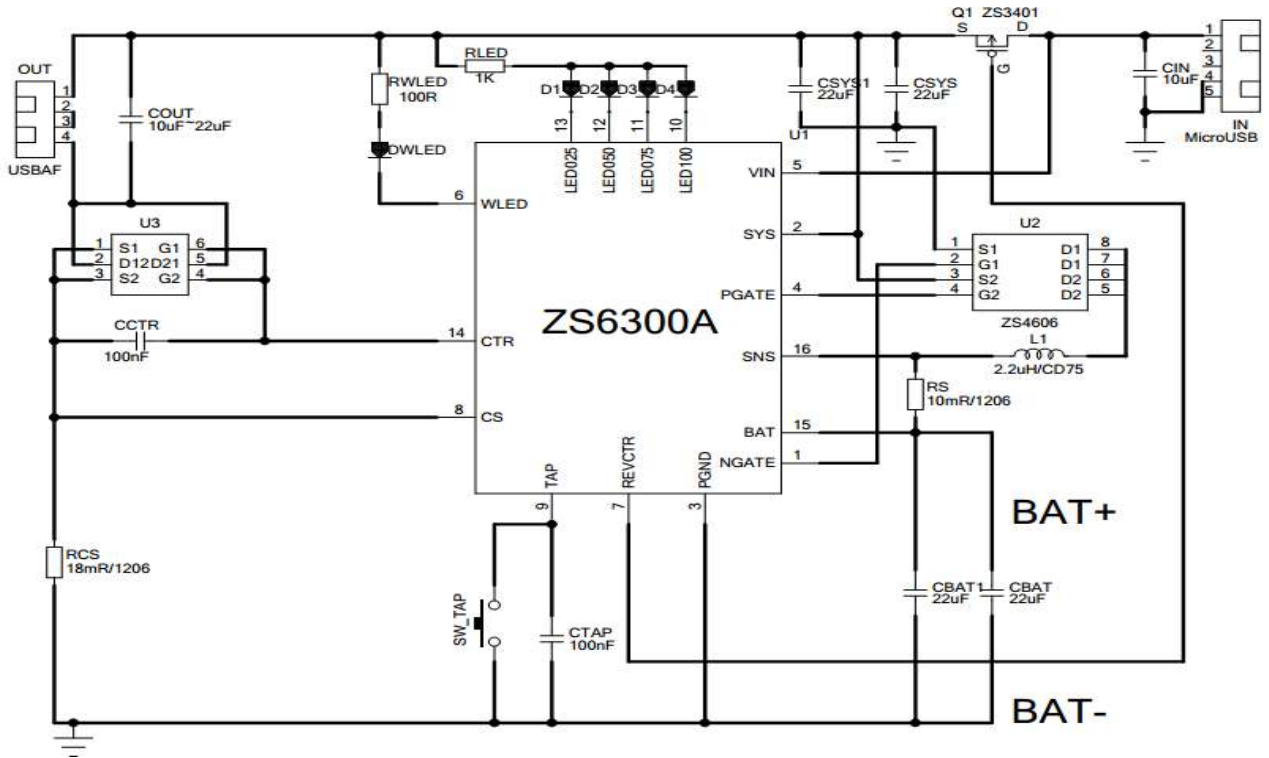 Q1 ZS3401
S D
G
1
2
3
4
5
IN
MicroUSB
CIN
10uF
OUT
1
2
3
4
USBAF
COUT
10uF~22uF
RWLED
100R
DWLED
RLED
1K
D1 D2 D3 D4
13 12 11 10
LED025 LED050 LED075 LED100
CSYS1
22uF
CSYS
22uF
U1
ZS6300A
6 WLED
14 CTR
8 CS
VIN 5
SYS 2
PGATE 4
SNS 16
BAT 15
NGATE 1
TAP REVCTR PGND
9 7 3
U3
1 S1 G1 6
2 D12 D21 5
3 S2 G2 4
CCTR
100nF
RCS
18mR/1206
U2
1 S1 D1 8
2 G1 D1 7
3 S2 D2 6
4 G2 D2 5
ZS4606
L1
2.2uH/CD75
RS
10mR/1206
BAT+
CBAT1
22uF
CBAT
22uF
SW_TAP
CTAP
100nF
BAT-